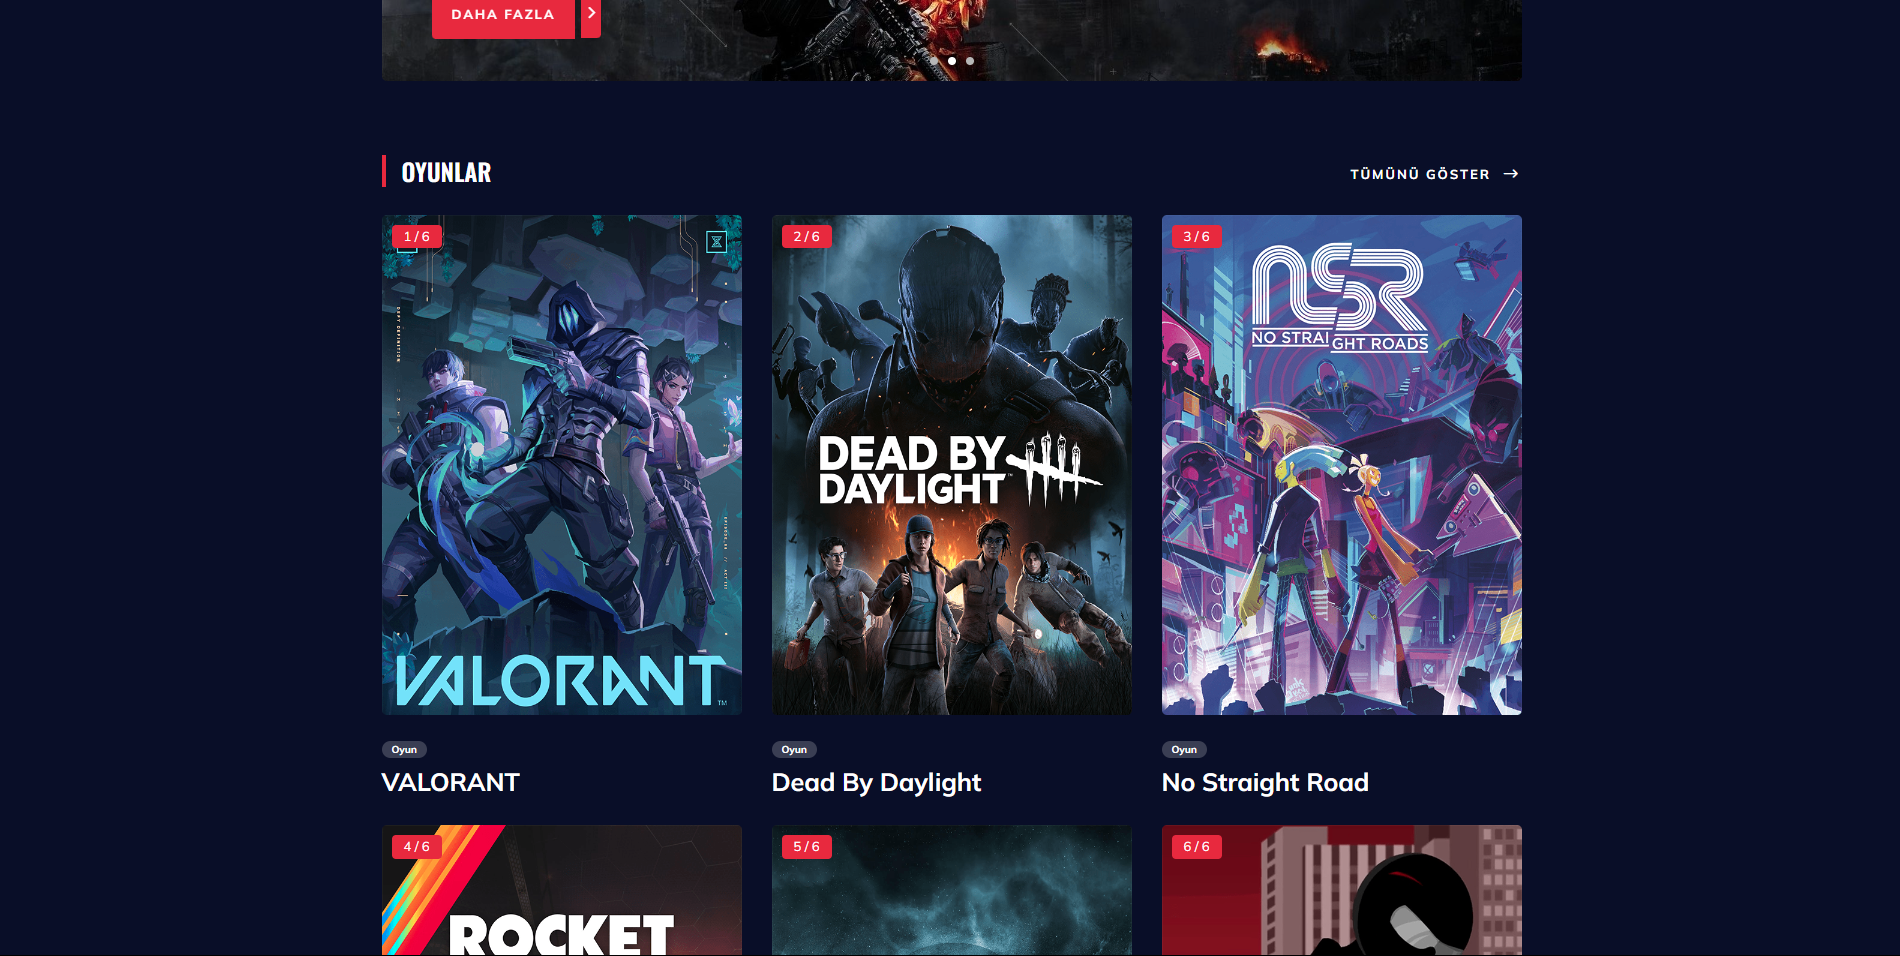 DAHA FAZLA
OYUNLAR
TÜMÜNÜ GÖSTER
1/6
2/6
3/6
NSR
NO STRAIGHT ROADS
DEAD BY
DAYLIGHT
VALORANT
TM
Oyun
Oyun
Oyun
VALORANT
Dead By Daylight
No Straight Road
4/6
5/6
6/6
ROCKET